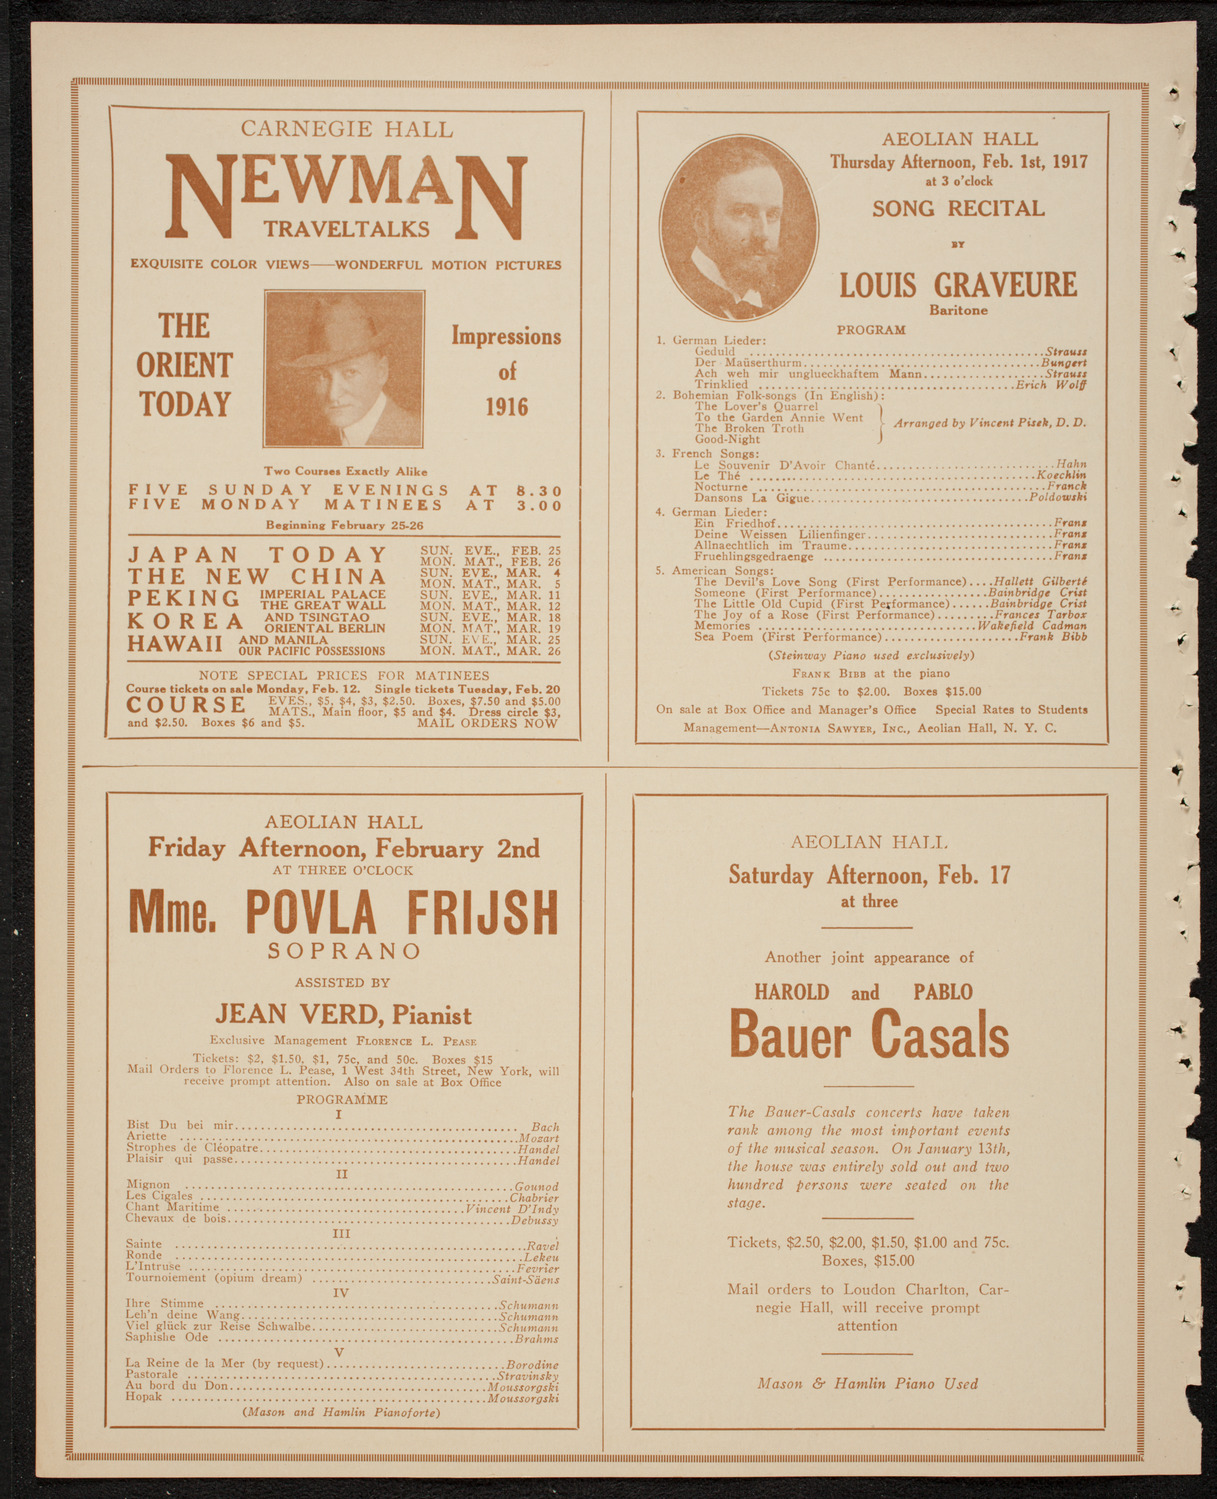 CARNEGIE HALL
NEWMAN
TRAVELTALKS
EXQUISITE COLOR VIEWS—WONDERFUL MOTION PICTURES
THE
ORIENT
TODAY
Impressions
of
1916
Two Courses Exactly Alike
FIVE SUNDAY EVENINGS AT 8.30
FIVE MONDAY MATINEES AT 3.00
Beginning February 25-26
JAPAN TODAY SUN. EVE., FEB. 25
MON. MAT., FEB. 26
THE NEW CHINA SUN. EVE., MAR. 4
MON. MAT., MAR. 5
PEKING IMPERIAL PALACE SUN. EVE., MAR. 11
THE GREAT WALL MON. MAT., MAR. 12
KOREA AND TSINGTAO SUN. EVE., MAR. 18
ORIENTAL BERLIN MON. MAT., MAR. 19
HAWAII AND MANILA SUN. EVE., MAR. 25
OUR PACIFIC POSSESSIONS MON. MAT., MAR. 26
NOTE SPECIAL PRICES FOR MATINEES
Course tickets on sale Monday, Feb. 12. Single tickets Tuesday, Feb. 20
COURSE EVES., $5, $4, $3, $2.50. Boxes, $7.50 and $5.00
MATS., Main floor, $5 and $4. Dress circle $3,
and $2.50. Boxes $6 and $5. MAIL ORDERS NOW
AEOLIAN HALL
Thursday Afternoon, Feb. 1st, 1917
at 3 o'clock
SONG RECITAL
BY
LOUIS GRAVEURE
Baritone
PROGRAM
1. German Lieder:
Geduld ........ Strauss
Der Maüserthurm ........ Bungert
Ach weh mir unglueckhaftem Mann ........ Strauss
Trinklied ........ Erich Wolff
2. Bohemian Folk-songs (In English):
The Lover's Quarrel
To the Garden Annie Went
The Broken Troth
Good-Night
Arranged by Vincent Pisek, D. D.
3. French Songs:
Le Souvenir D'Avoir Chanté ........ Hahn
Le Thé ........ Koechlin
Nocturne ........ Franck
Dansons La Gigue ........ Poldowski
4. German Lieder:
Ein Friedhof ........ Franz
Deine Weissen Lilienfinger ........ Franz
Allnaechtlich im Traume ........ Franz
Fruehlingsgedraenge ........ Franz
5. American Songs:
The Devil's Love Song (First Performance) .... Hallett Gilberté
Someone (First Performance) ........ Bainbridge Crist
The Little Old Cupid (First Performance) ...... Bainbridge Crist
The Joy of a Rose (First Performance) ........ Frances Tarbox
Memories ........ Wakefield Cadman
Sea Poem (First Performance) ........ Frank Bibb
(Steinway Piano used exclusively)
FRANK BIBB at the piano
Tickets 75c to $2.00. Boxes $15.00
On sale at Box Office and Manager's Office Special Rates to Students
Management—ANTONIA SAWYER, INC., Aeolian Hall, N. Y. C.
AEOLIAN HALL
Friday Afternoon, February 2nd
AT THREE O'CLOCK
Mme. POVLA FRIJSH
SOPRANO
ASSISTED BY
JEAN VERD, Pianist
Exclusive Management FLORENCE L. PEASE
Tickets: $2, $1.50, $1, 75c, and 50c. Boxes $15
Mail Orders to Florence L. Pease, 1 West 34th Street, New York, will
receive prompt attention. Also on sale at Box Office
PROGRAMME
I
Bist Du bei mir ........ Bach
Ariette ........ Mozart
Strophes de Cléopatre ........ Handel
Plaisir qui passe ........ Handel
II
Mignon ........ Gounod
Les Cigales ........ Chabrier
Chant Maritime ........ Vincent D'Indy
Chevaux de bois ........ Debussy
III
Sainte ........ Ravel
Ronde ........ Lekeu
L'Intruse ........ Fevrier
Tournoiement (opium dream) ........ Saint-Säens
IV
Ihre Stimme ........ Schumann
Leh'n deine Wang ........ Schumann
Viel glück zur Reise Schwalbe ........ Schumann
Saphishe Ode ........ Brahms
V
La Reine de la Mer (by request) ........ Borodine
Pastorale ........ Stravinsky
Au bord du Don ........ Moussorgski
Hopak ........ Moussorgski
(Mason and Hamlin Pianoforte)
AEOLIAN HALL
Saturday Afternoon, Feb. 17
at three
Another joint appearance of
HAROLD and PABLO
Bauer Casals
The Bauer-Casals concerts have taken
rank among the most important events
of the musical season. On January 13th,
the house was entirely sold out and two
hundred persons were seated on the
stage.
Tickets, $2.50, $2.00, $1.50, $1.00 and 75c.
Boxes, $15.00
Mail orders to Loudon Charlton, Car-
negie Hall, will receive prompt
attention
Mason & Hamlin Piano Used